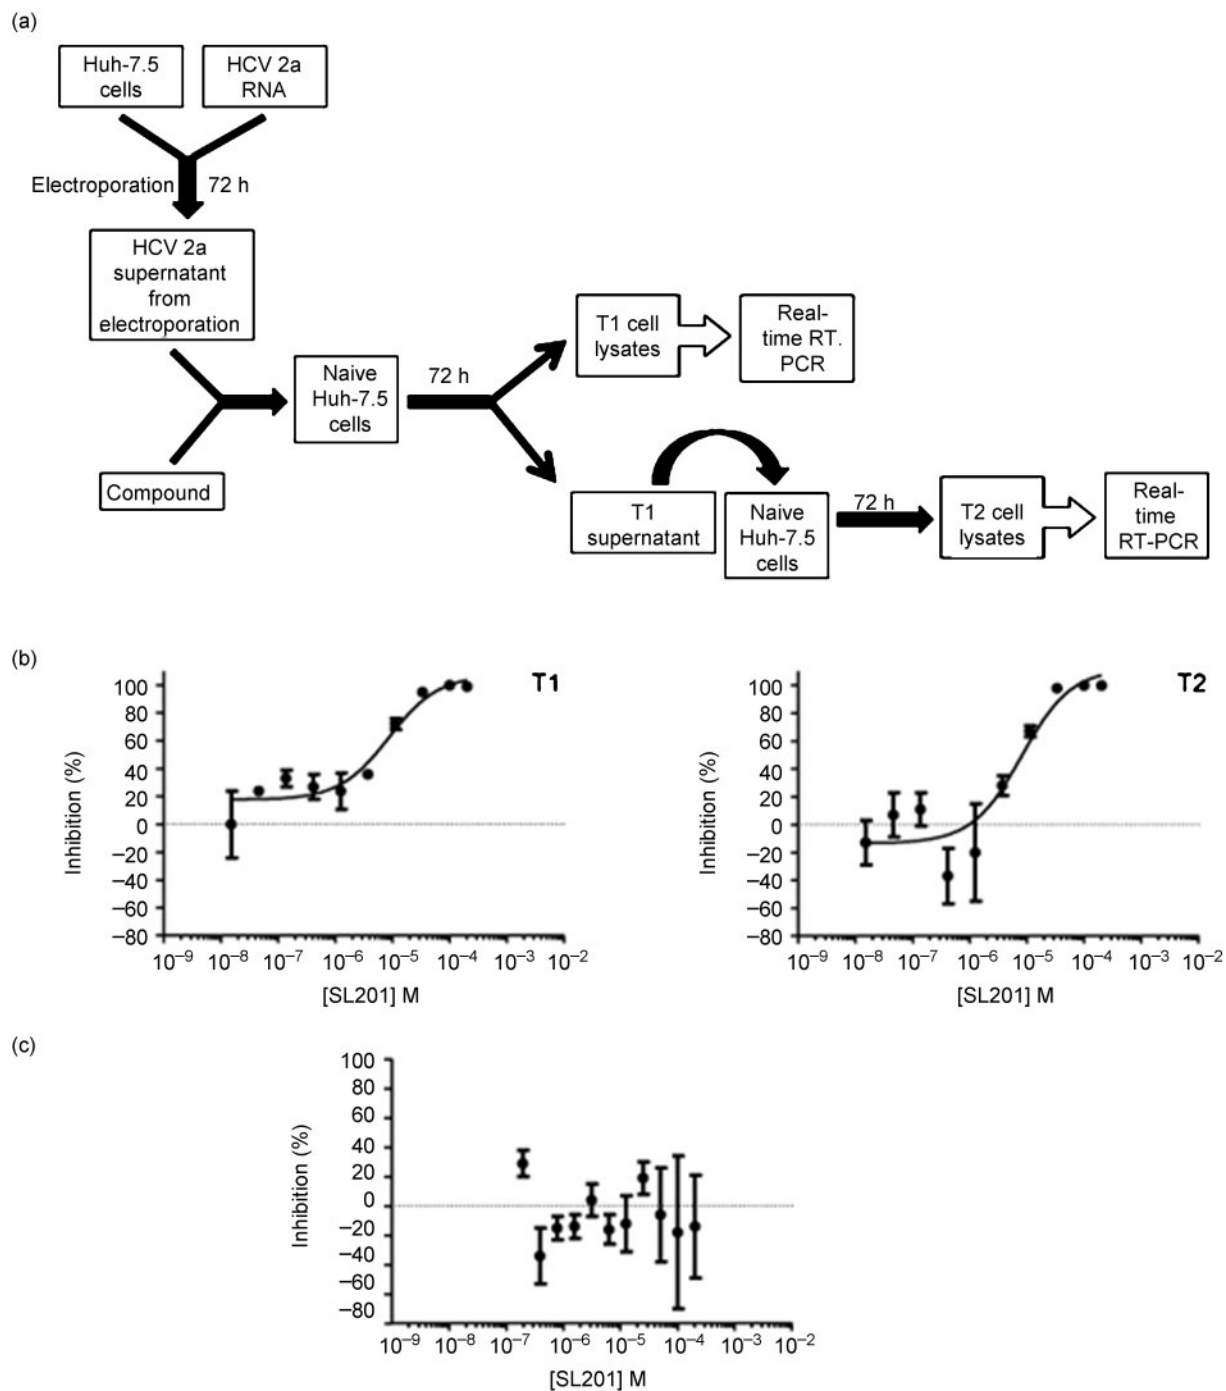 (a)
Huh-7.5
cells
HCV 2a
RNA
Electroporation
72 h
HCV 2a
supernatant
from
electroporation
Compound
Naive
Huh-7.5
cells
72 h
T1 cell
lysates
Real-
time RT.
PCR
T1
supernatant
Naive
Huh-7.5
cells
72 h
T2 cell
lysates
Real-
time
RT-PCR
(b)
T1
Inhibition (%)
100
80
60
40
20
0
−20
−40
−60
−80
10⁻⁹ 10⁻⁸ 10⁻⁷ 10⁻⁶ 10⁻⁵ 10⁻⁴ 10⁻³ 10⁻²
[SL201] M
T2
Inhibition (%)
100
80
60
40
20
0
−20
−40
−60
−80
10⁻⁹ 10⁻⁸ 10⁻⁷ 10⁻⁶ 10⁻⁵ 10⁻⁴ 10⁻³ 10⁻²
[SL201] M
(c)
Inhibition (%)
100
80
60
40
20
0
−20
−40
−60
−80
10⁻⁹ 10⁻⁸ 10⁻⁷ 10⁻⁶ 10⁻⁵ 10⁻⁴ 10⁻³ 10⁻²
[SL201] M